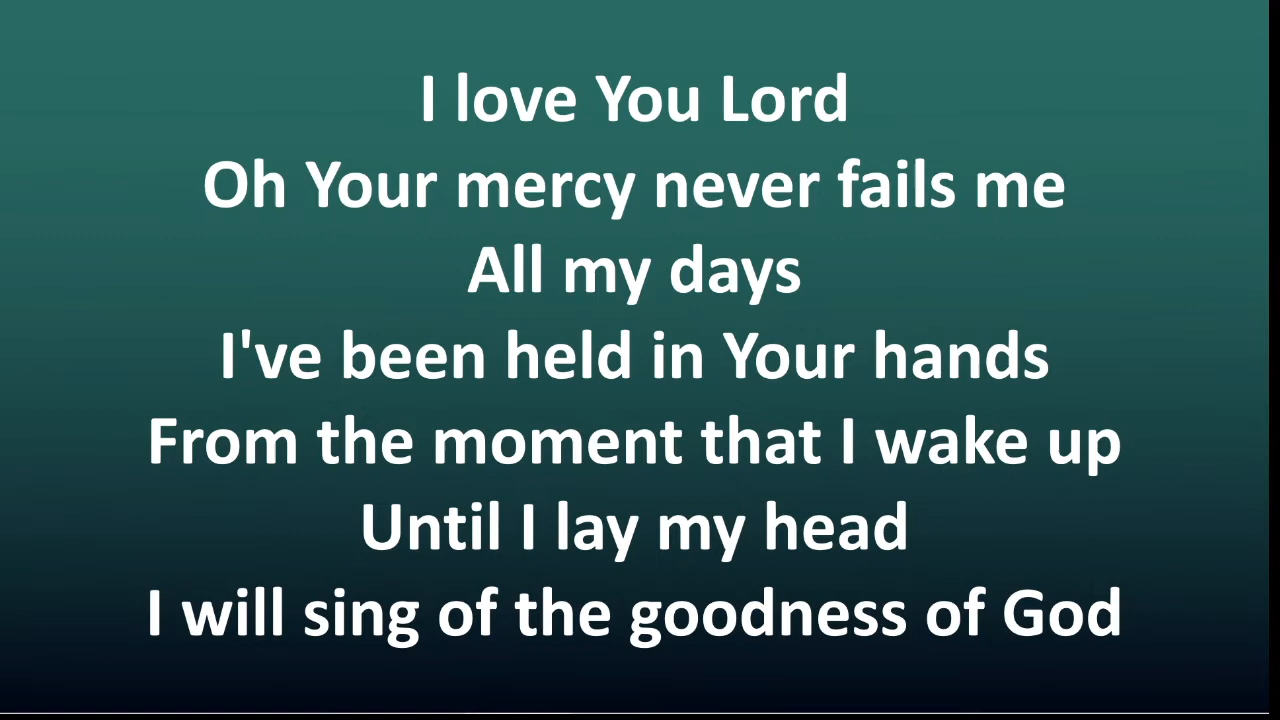 I love You Lord
Oh Your mercy never fails me
All my days
I've been held in Your hands
From the moment that I wake up
Until I lay my head
I will sing of the goodness of God